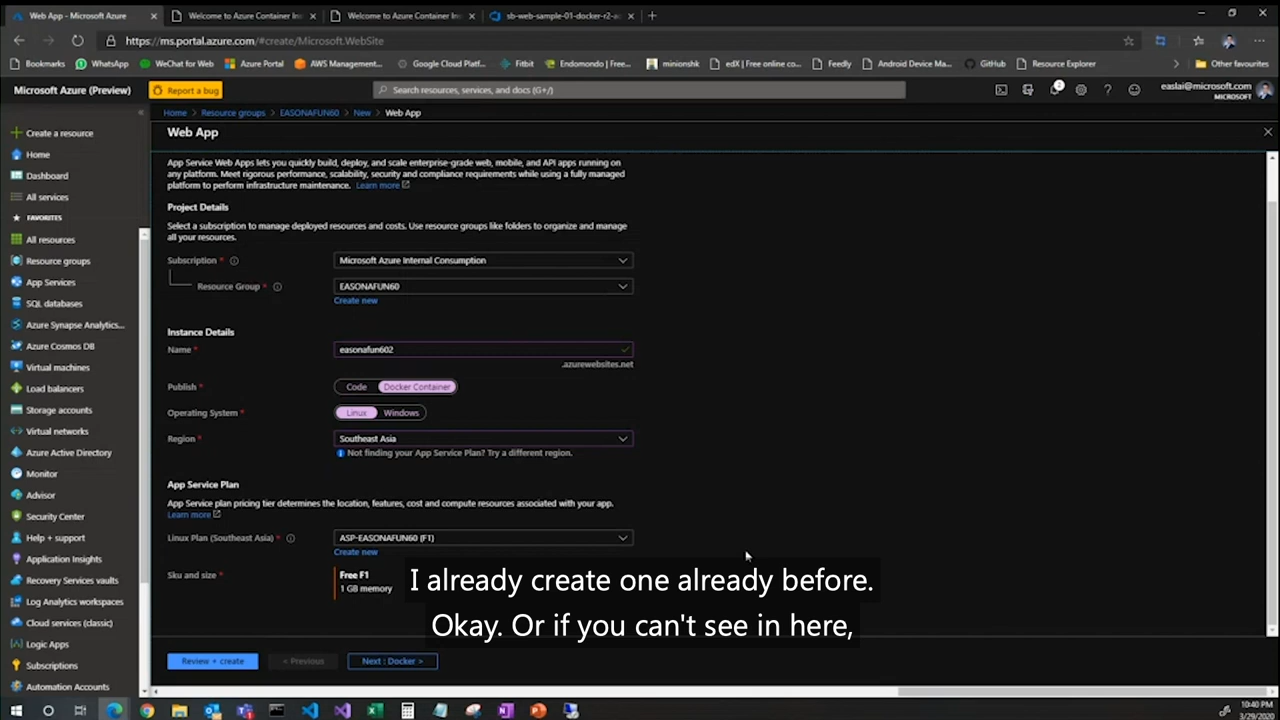 Web App - Microsoft Azure
Welcome to Azure Container In
Welcome to Azure Container In
sb-web-sample-01-docker-r2-a
https://ms.portal.azure.com/#create/Microsoft.WebSite
Bookmarks
WhatsApp
WeChat for Web
Azure Portal
AWS Management...
Google Cloud Platf...
Fitbit
Endomondo | Free...
minionshk
edX | Free online co...
Feedly
Android Device Ma...
GitHub
Resource Explorer
Other favourites
Microsoft Azure (Preview)
Report a bug
Search resources, services, and docs (G+/)
easlai@microsoft.com
MICROSOFT
Home > Resource groups > EASONAFUN60 > New > Web App
Web App
Create a resource
Home
Dashboard
All services
FAVORITES
All resources
Resource groups
App Services
SQL databases
Azure Synapse Analytics...
Azure Cosmos DB
Virtual machines
Load balancers
Storage accounts
Virtual networks
Azure Active Directory
Monitor
Advisor
Security Center
Help + support
Application Insights
Recovery Services vaults
Log Analytics workspaces
Cloud services (classic)
Logic Apps
Subscriptions
Automation Accounts
App Service Web Apps lets you quickly build, deploy, and scale enterprise-grade web, mobile, and API apps running on
any platform. Meet rigorous performance, scalability, security and compliance requirements while using a fully managed
platform to perform infrastructure maintenance. Learn more
Project Details
Select a subscription to manage deployed resources and costs. Use resource groups like folders to organize and manage
all your resources.
Subscription *
Microsoft Azure Internal Consumption
Resource Group *
EASONAFUN60
Create new
Instance Details
Name *
easonafun602
.azurewebsites.net
Publish *
Code
Docker Container
Operating System *
Linux
Windows
Region *
Southeast Asia
Not finding your App Service Plan? Try a different region.
App Service Plan
App Service plan pricing tier determines the location, features, cost and compute resources associated with your app.
Learn more
Linux Plan (Southeast Asia) *
ASP-EASONAFUN60 (F1)
Create new
Sku and size *
Free F1
1 GB memory
I already create one already before.
Okay. Or if you can't see in here,
Review + create
< Previous
Next : Docker >
10:40 PM
3/29/2020